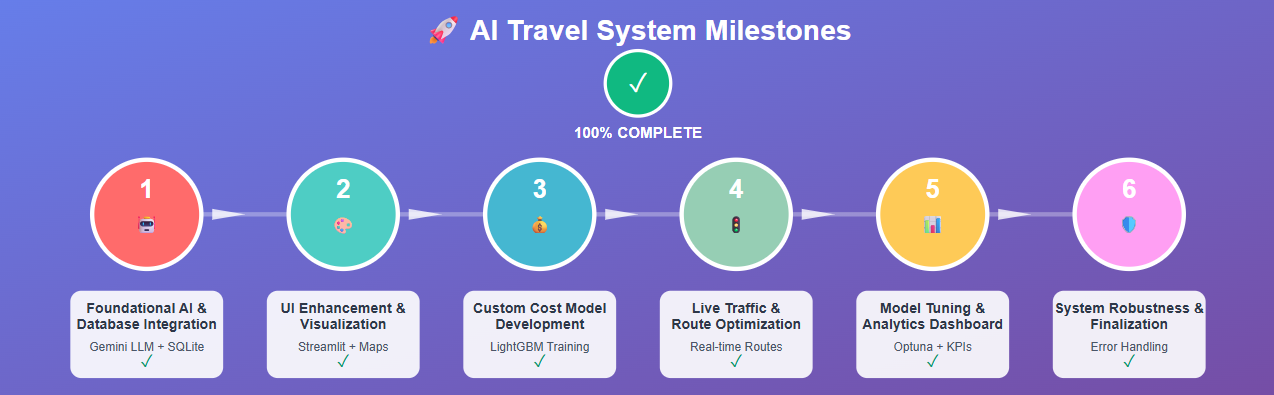 🚀 AI Travel System Milestones
✓
100% COMPLETE
1
2
3
4
5
6
Foundational AI &
Database Integration
Gemini LLM + SQLite
✓
UI Enhancement &
Visualization
Streamlit + Maps
✓
Custom Cost Model
Development
LightGBM Training
✓
Live Traffic &
Route Optimization
Real-time Routes
✓
Model Tuning &
Analytics Dashboard
Optuna + KPIs
✓
System Robustness &
Finalization
Error Handling
✓